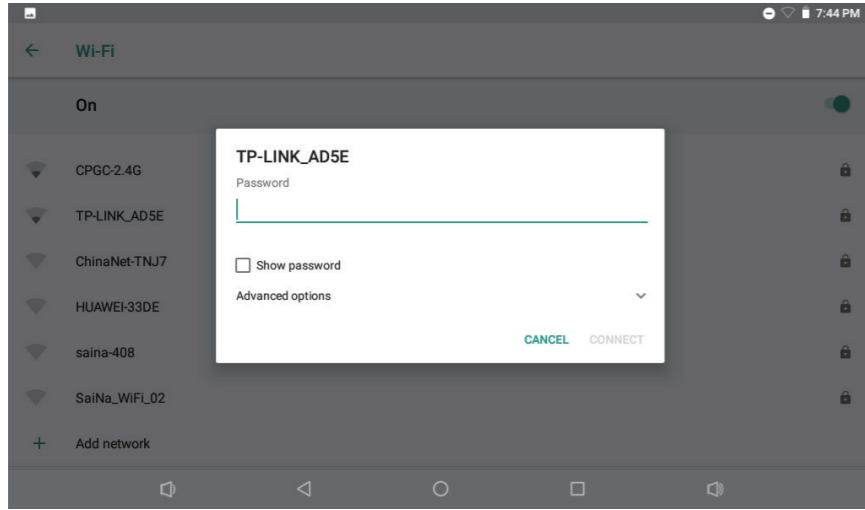 7:44 PM
Wi-Fi
On
CPGC-2.4G
TP-LINK_AD5E
ChinaNet-TNJ7
HUAWEI-33DE
saina-408
SaiNa_WiFi_02
Add network
TP-LINK_AD5E
Password
Show password
Advanced options
CANCEL CONNECT